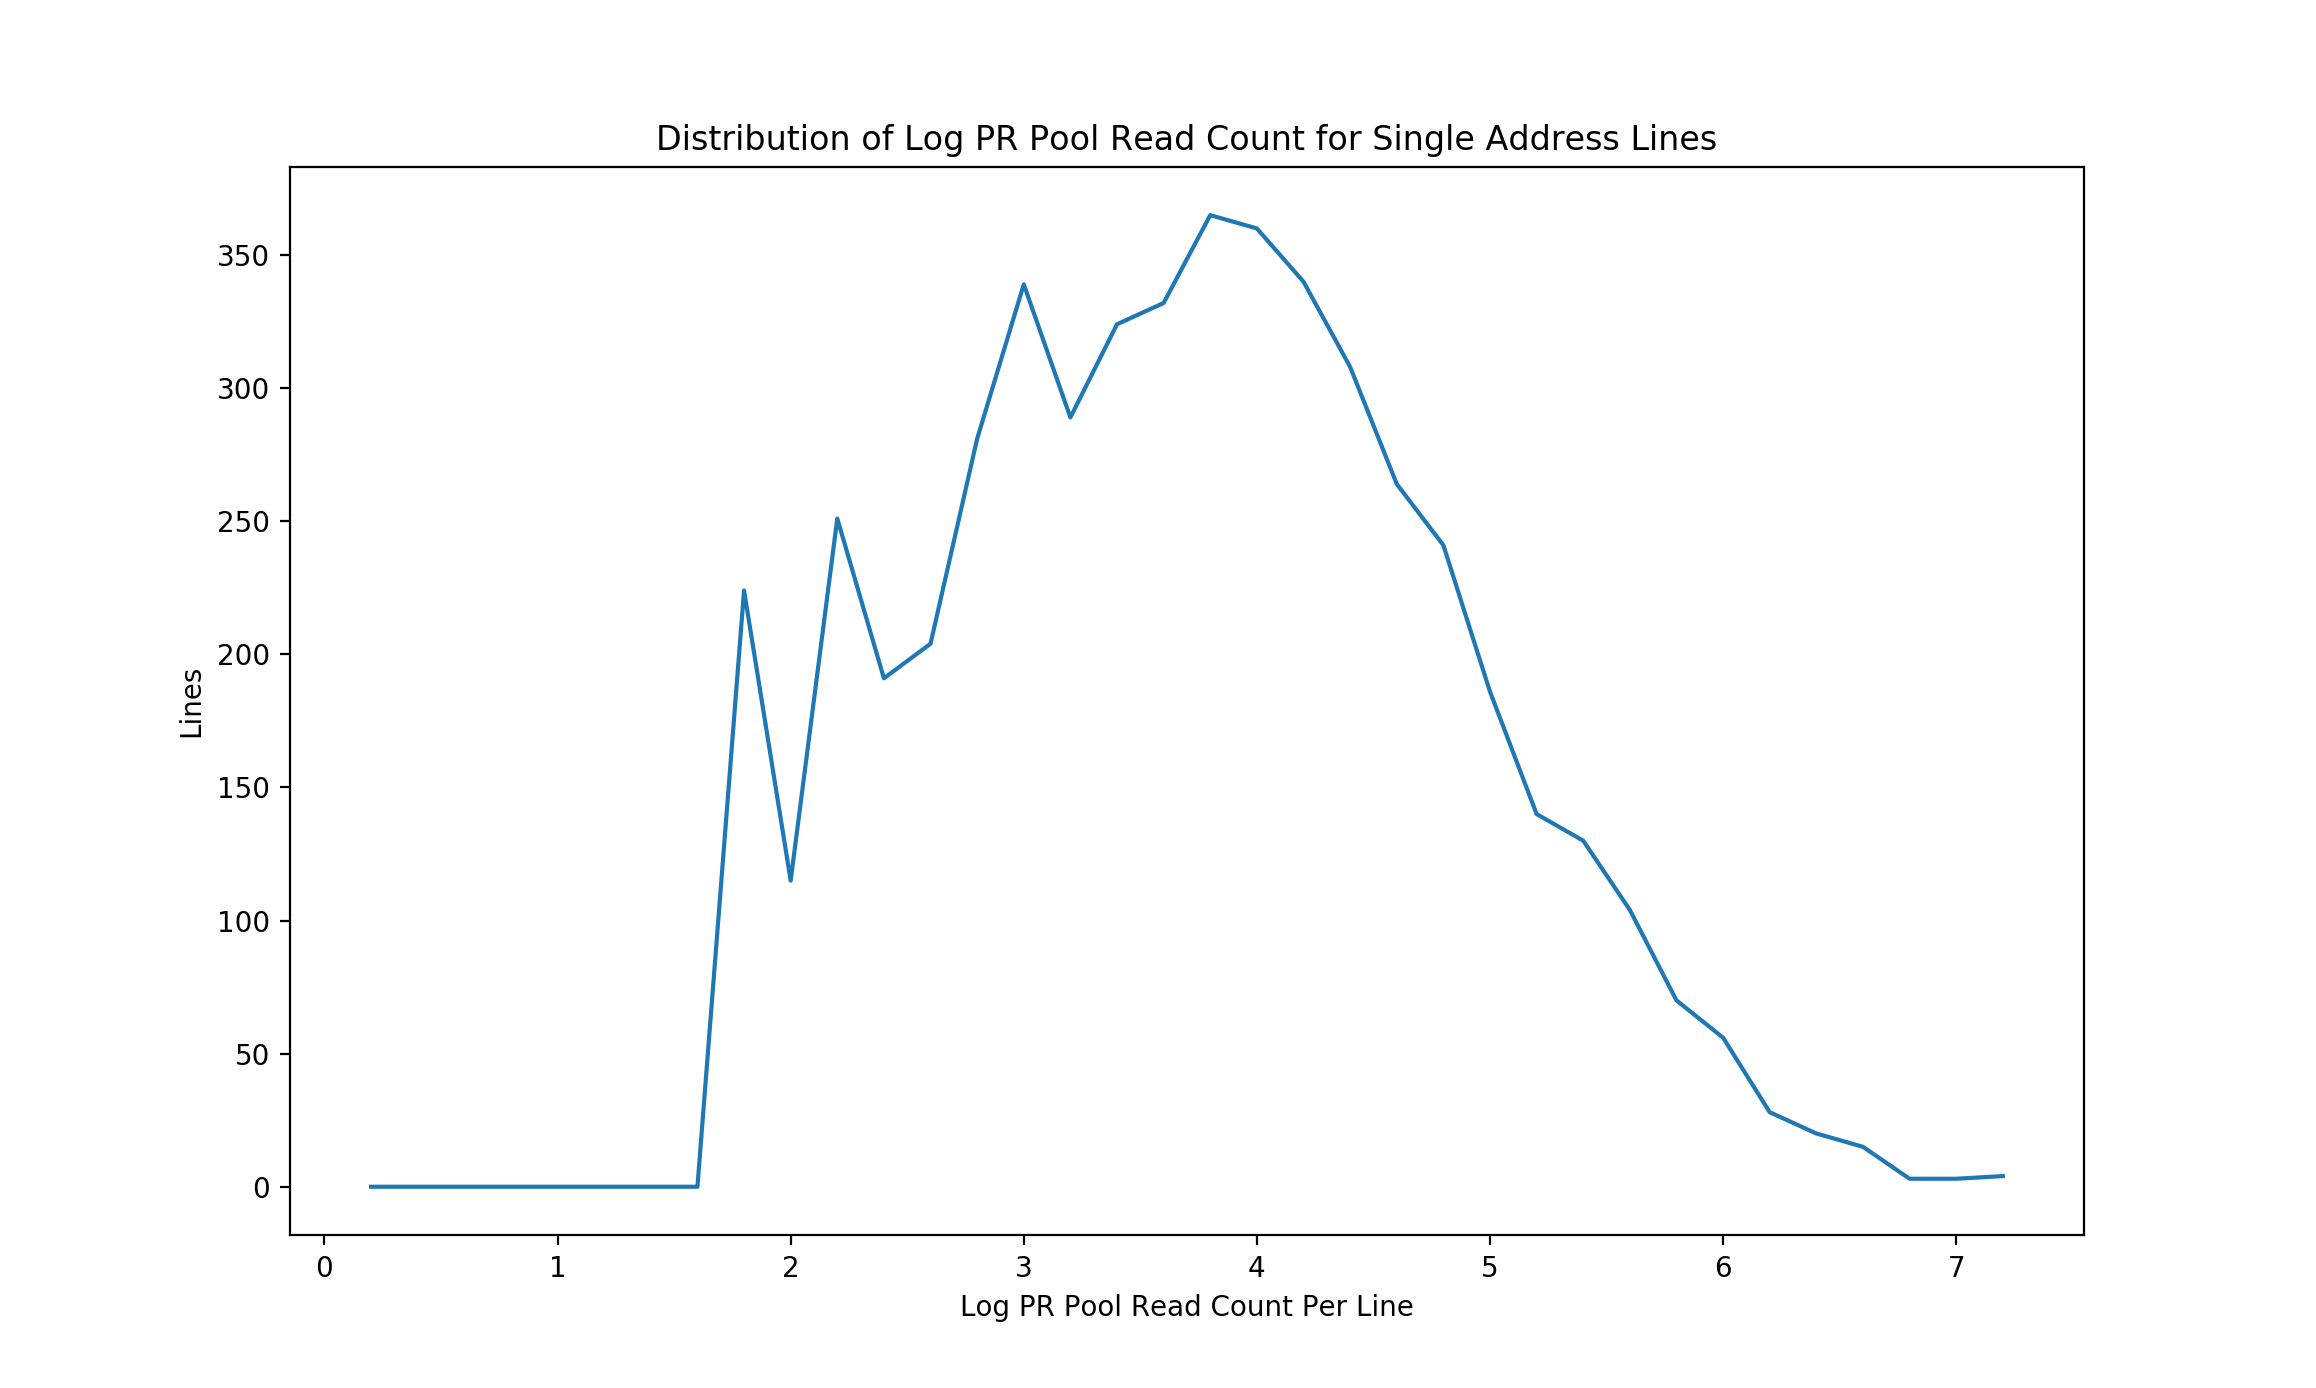 Distribution of Log PR Pool Read Count for Single Address Lines
350
300
250
200
150
100
50
0
Lines
0 1 2 3 4 5 6 7
Log PR Pool Read Count Per Line